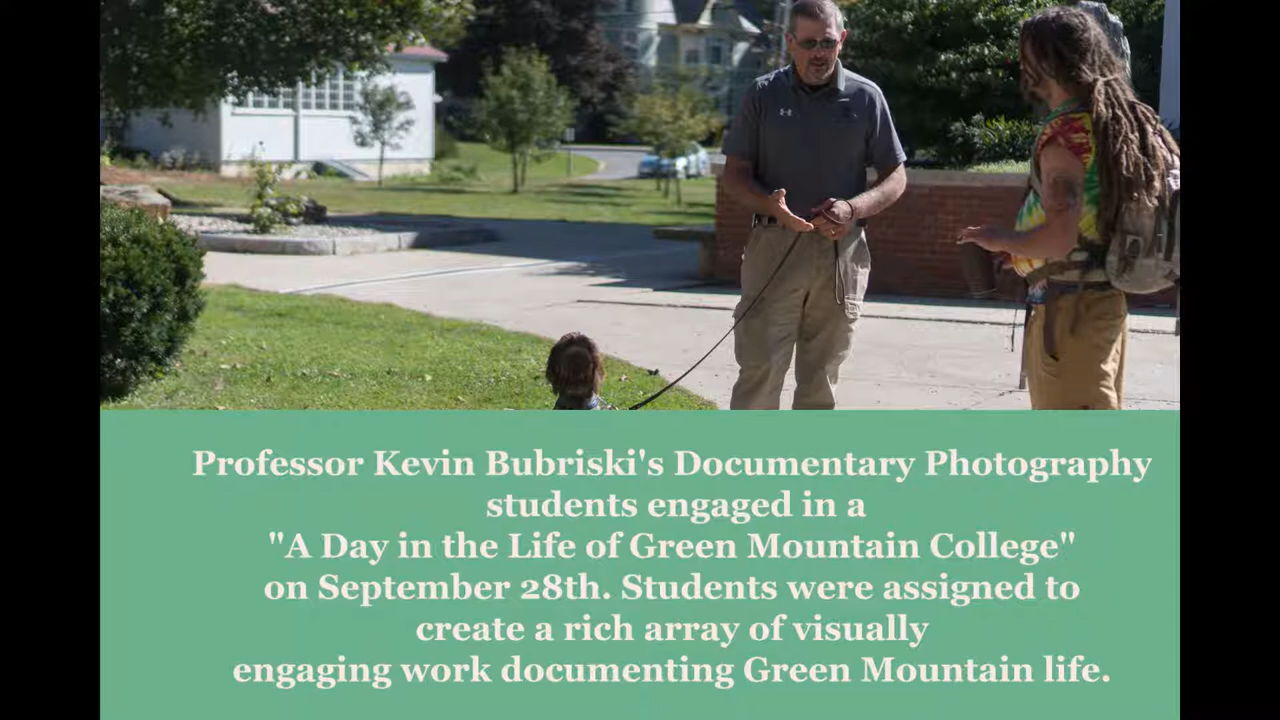 Professor Kevin Bubriski's Documentary Photography
students engaged in a
"A Day in the Life of Green Mountain College"
on September 28th. Students were assigned to
create a rich array of visually
engaging work documenting Green Mountain life.